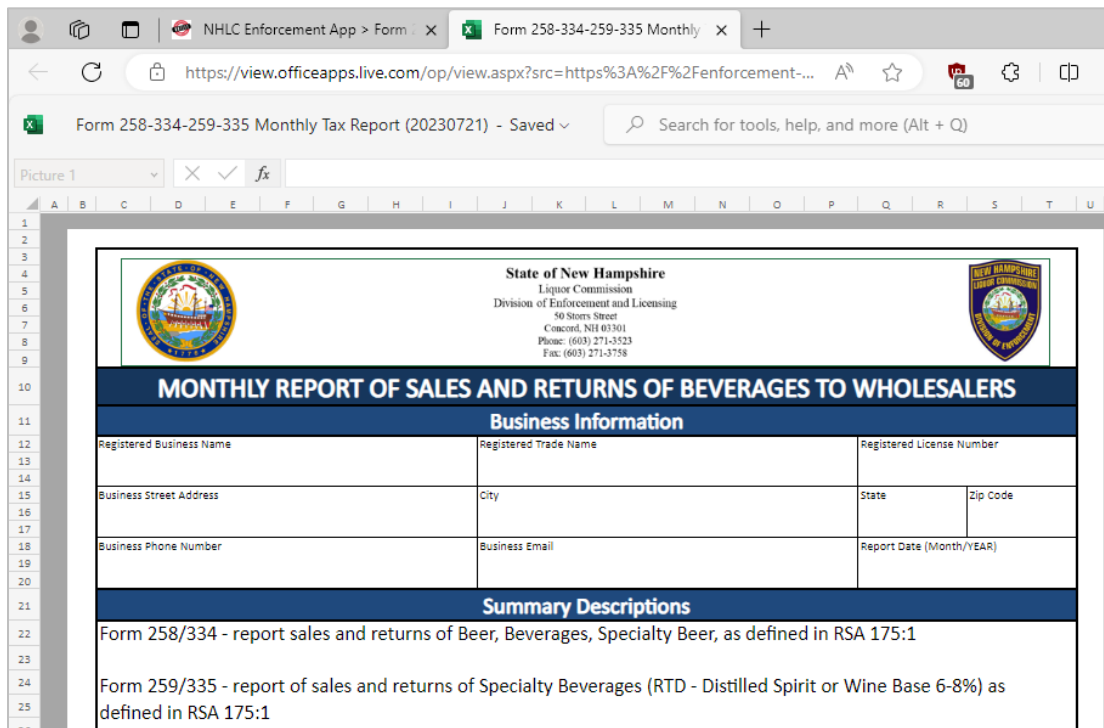 NHLC Enforcement App > Form
Form 258-334-259-335 Monthly
https://view.officeapps.live.com/op/view.aspx?src=https%3A%2F%2Fenforcement-...
60
Form 258-334-259-335 Monthly Tax Report (20230721) - Saved
Search for tools, help, and more (Alt + Q)
Picture 1
fx
A B C D E F G H I J K L M N O P Q R S T U
1
2
3
4
5
6
7
8
9
10
11
12
13
14
15
16
17
18
19
20
21
22
23
24
25
SEAL · OF · THE · STATE · OF · NEW · HAMPSHIRE
1776
State of New Hampshire
Liquor Commission
Division of Enforcement and Licensing
50 Storrs Street
Concord, NH 03301
Phone: (603) 271-3523
Fax: (603) 271-3758
NEW HAMPSHIRE
LIQUOR COMMISSION
DIVISION OF ENFORCEMENT
MONTHLY REPORT OF SALES AND RETURNS OF BEVERAGES TO WHOLESALERS
Business Information
Registered Business Name
Registered Trade Name
Registered License Number
Business Street Address
City
State
Zip Code
Business Phone Number
Business Email
Report Date (Month/YEAR)
Summary Descriptions
Form 258/334 - report sales and returns of Beer, Beverages, Specialty Beer, as defined in RSA 175:1
Form 259/335 - report of sales and returns of Specialty Beverages (RTD - Distilled Spirit or Wine Base 6-8%) as
defined in RSA 175:1